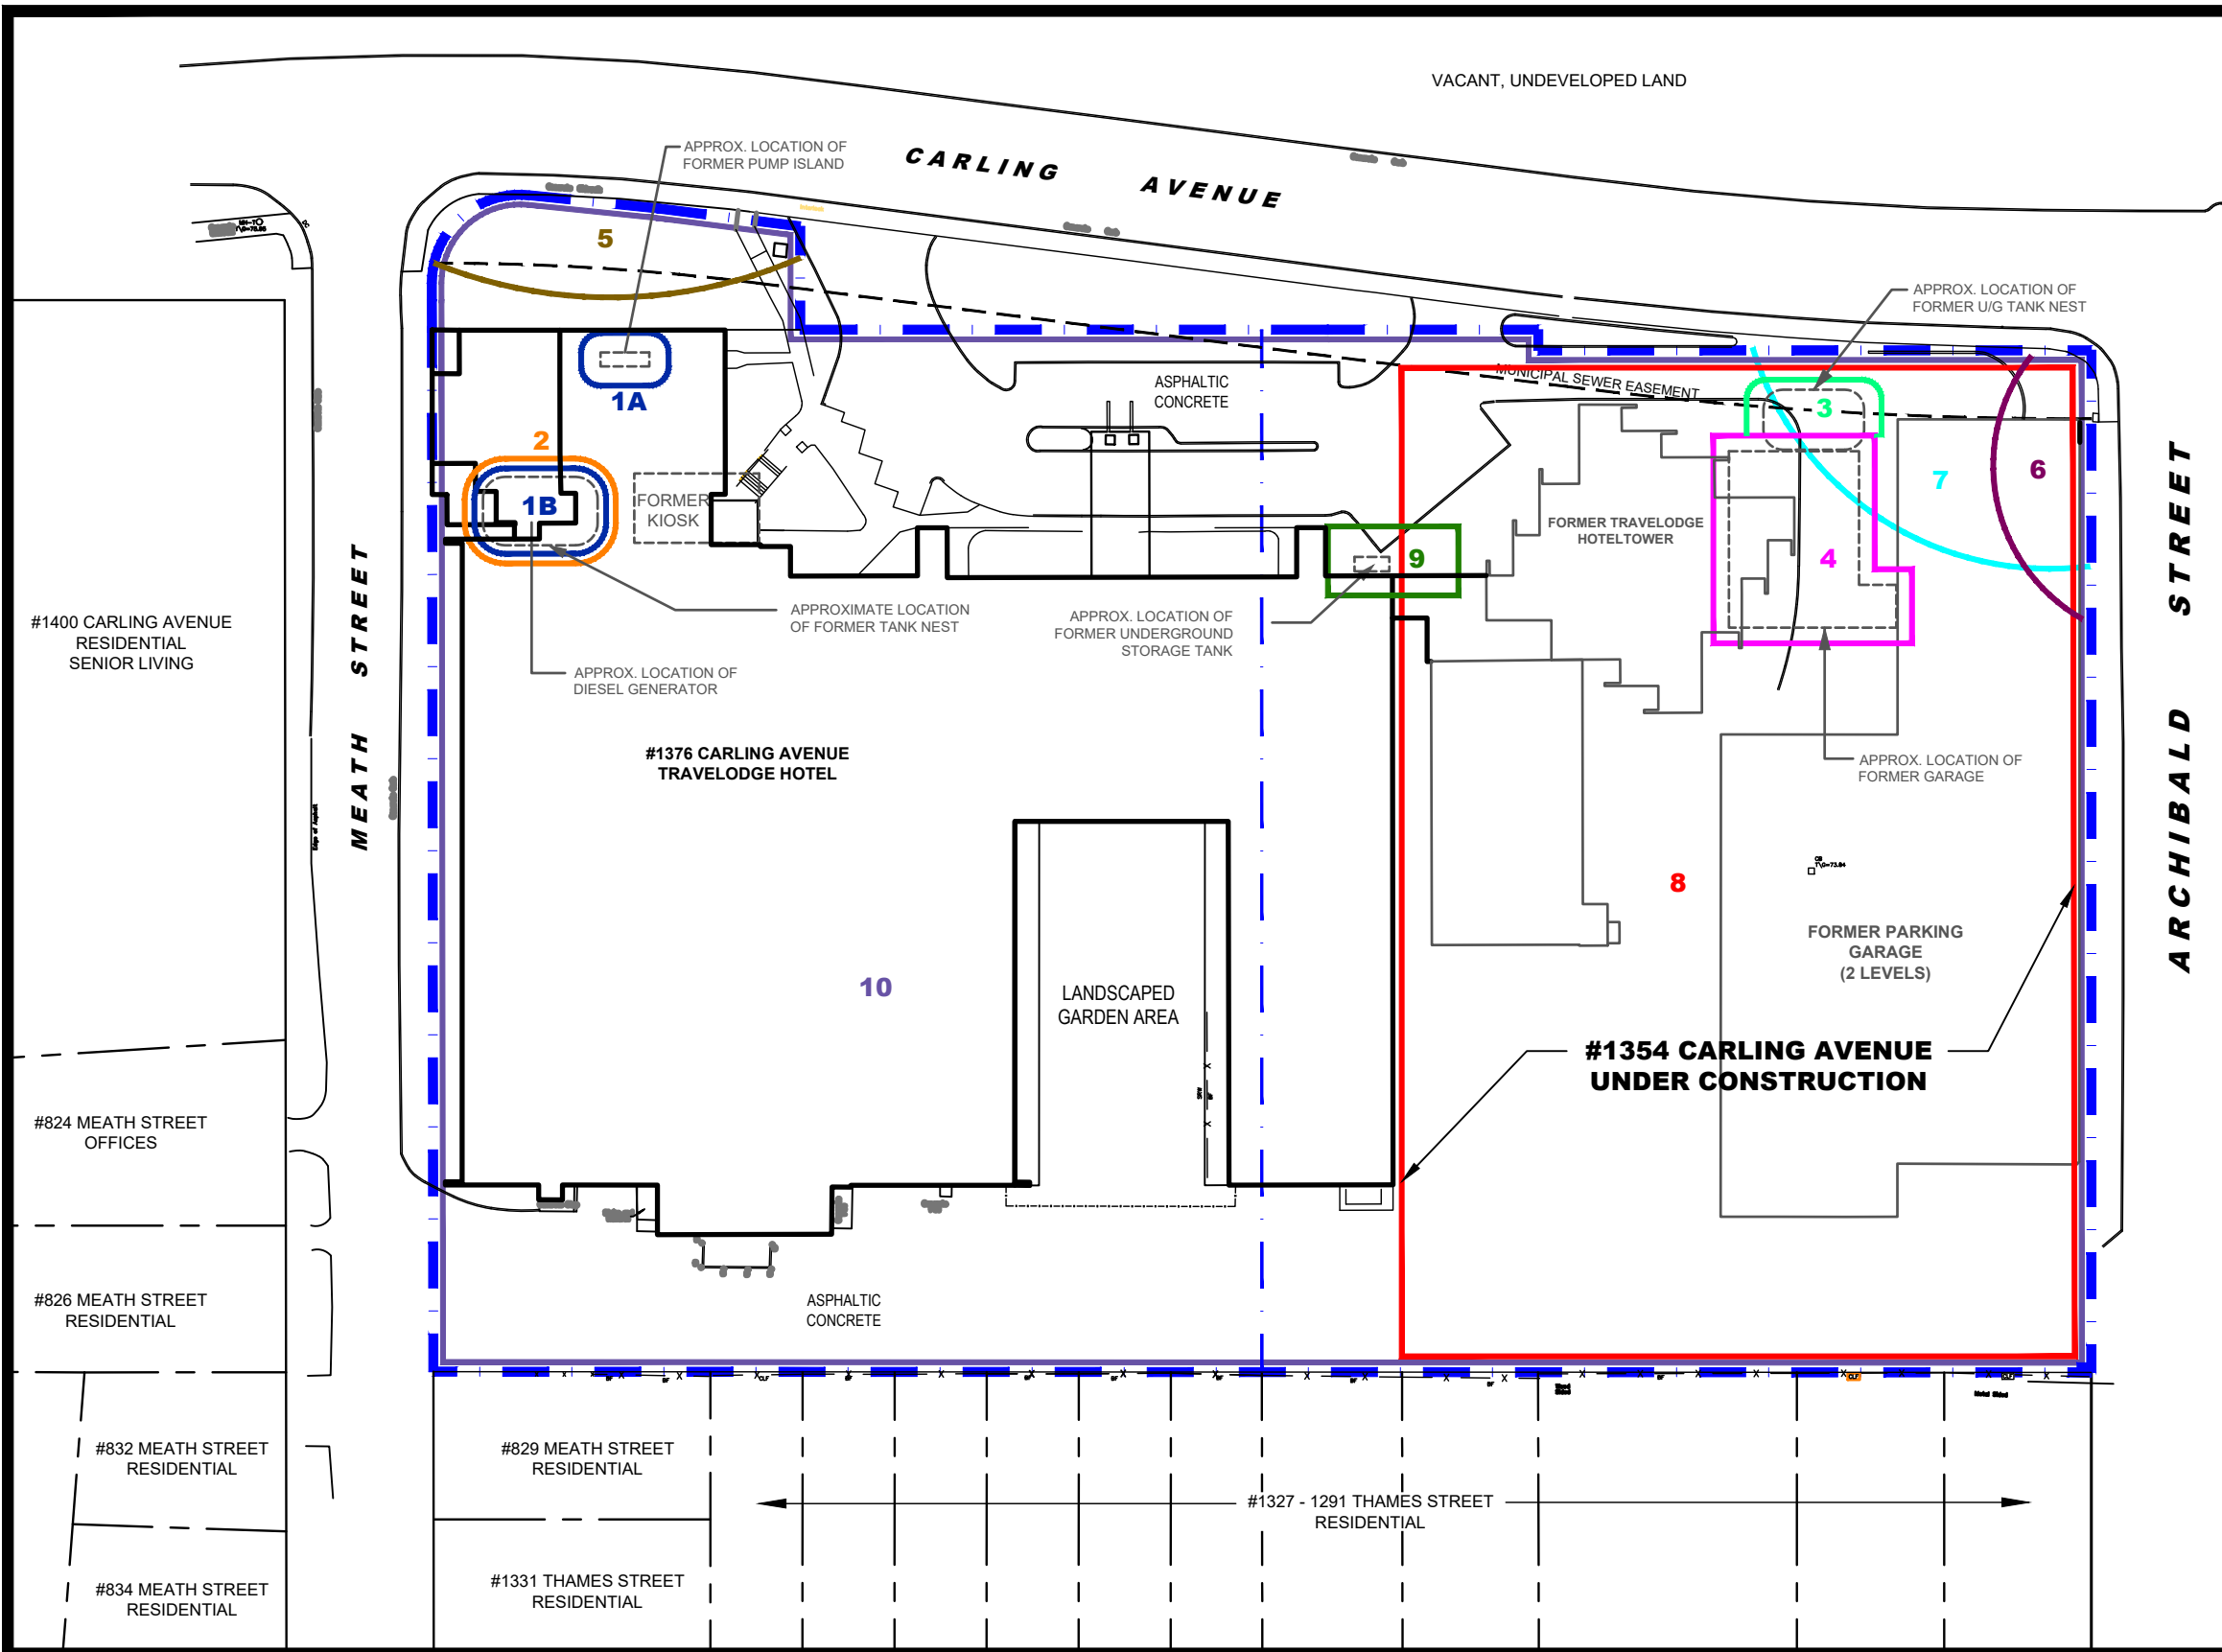 VACANT, UNDEVELOPED LAND
APPROX. LOCATION OF
FORMER PUMP ISLAND
CARLING AVENUE
5
APPROX. LOCATION OF
FORMER U/G TANK NEST
MUNICIPAL SEWER EASEMENT
ASPHALTIC
CONCRETE
1A
3
2
7
6
1B
FORMER
KIOSK
FORMER TRAVELODGE
HOTELTOWER
9
4
MEATH STREET
ARCHIBALD STREET
#1400 CARLING AVENUE
RESIDENTIAL
SENIOR LIVING
APPROXIMATE LOCATION
OF FORMER TANK NEST
APPROX. LOCATION OF
FORMER UNDERGROUND
STORAGE TANK
APPROX. LOCATION OF
DIESEL GENERATOR
#1376 CARLING AVENUE
TRAVELODGE HOTEL
APPROX. LOCATION OF
FORMER GARAGE
Edge of Asphalt
CB
T\G=73.84
8
FORMER PARKING
GARAGE
(2 LEVELS)
10
LANDSCAPED
GARDEN AREA
#1354 CARLING AVENUE
UNDER CONSTRUCTION
#824 MEATH STREET
OFFICES
#826 MEATH STREET
RESIDENTIAL
ASPHALTIC
CONCRETE
#832 MEATH STREET
RESIDENTIAL
#829 MEATH STREET
RESIDENTIAL
#1327 - 1291 THAMES STREET
RESIDENTIAL
#834 MEATH STREET
RESIDENTIAL
#1331 THAMES STREET
RESIDENTIAL